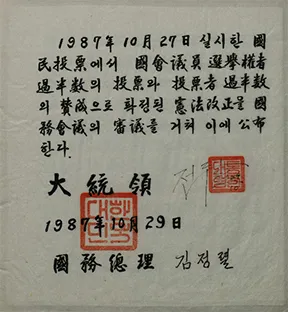 1987年 10月 27日 실시한 國
民投票에서 國會議員選擧權者
過半數의 投票와 投票者 過半數
의 贊成으로 확정된 憲法改正을 國
務會議의 審議를 거쳐 이에 公布
한다.
大統領
1987年 10月 29日
대한민국
國務總理 김정렬